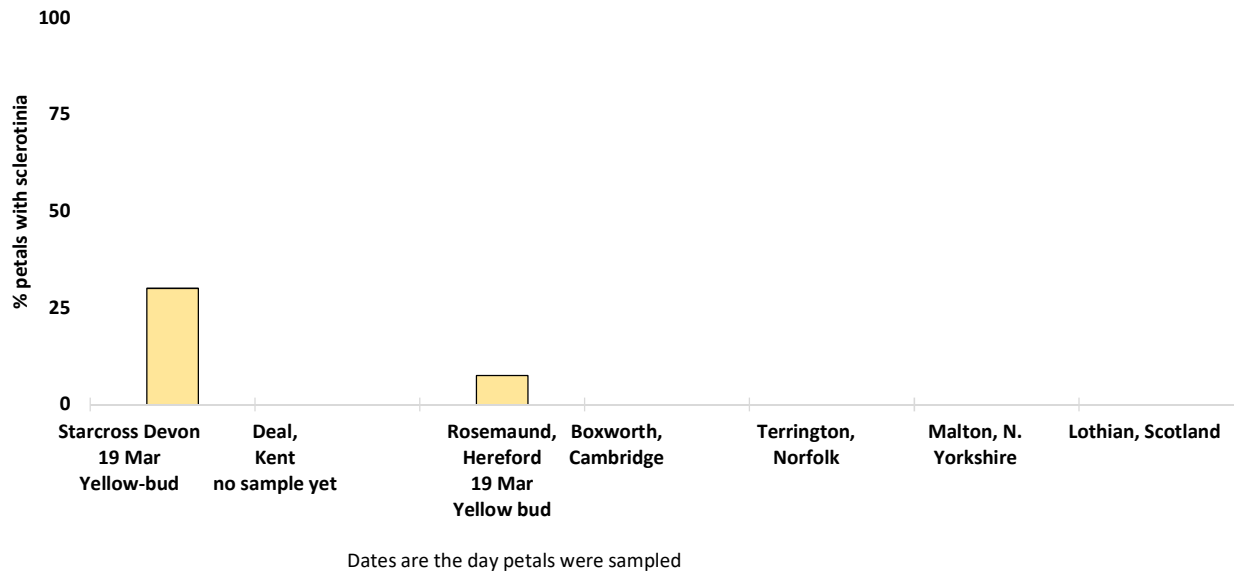 100
75
50
25
0
% petals with sclerotinia
Starcross Devon
19 Mar
Yellow-bud
Deal,
Kent
no sample yet
Rosemaund,
Hereford
19 Mar
Yellow bud
Boxworth,
Cambridge
Terrington,
Norfolk
Malton, N.
Yorkshire
Lothian, Scotland
Dates are the day petals were sampled